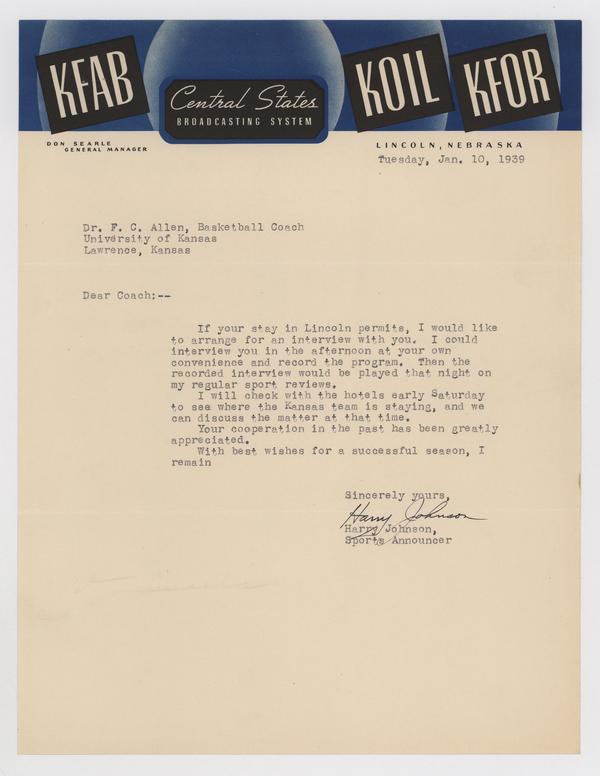 KFAB
Central States
BROADCASTING SYSTEM
KOIL
KFOR
DON SEARLE
GENERAL MANAGER
LINCOLN, NEBRASKA
Tuesday, Jan. 10, 1939
Dr. F. C. Allen, Basketball Coach
University of Kansas
Lawrence, Kansas
Dear Coach:--
If your stay in Lincoln permits, I would like
to arrange for an interview with you. I could
interview you in the afternoon at your own
convenience and record the program. Then the
recorded interview would be played that night on
my regular sport reviews.
I will check with the hotels early Saturday
to see where the Kansas team is staying, and we
can discuss the matter at that time.
Your cooperation in the past has been greatly
appreciated.
With best wishes for a successful season, I
remain
Sincerely yours,
Harry Johnson
Harry Johnson,
Sports Announcer